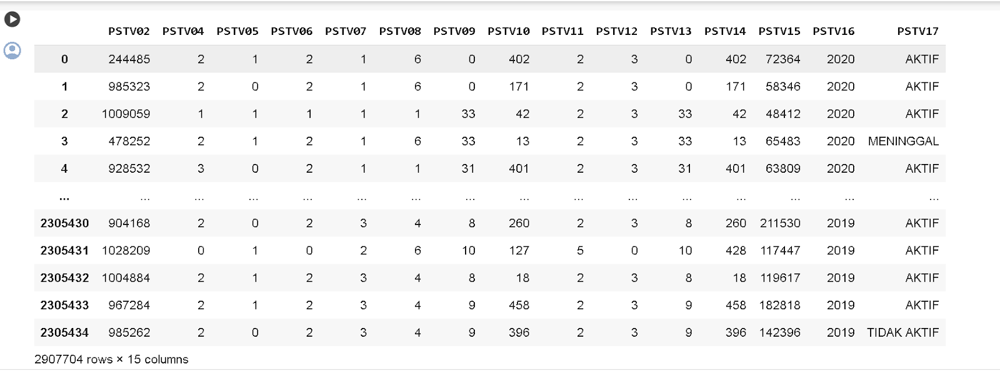 PSTV02 PSTV04 PSTV05 PSTV06 PSTV07 PSTV08 PSTV09 PSTV10 PSTV11 PSTV12 PSTV13 PSTV14 PSTV15 PSTV16 PSTV17
0 244485 2 1 2 1 6 0 402 2 3 0 402 72364 2020 AKTIF
1 985323 2 0 2 1 6 0 171 2 3 0 171 58346 2020 AKTIF
2 1009059 1 1 1 1 1 33 42 2 3 33 42 48412 2020 AKTIF
3 478252 2 1 2 1 6 33 13 2 3 33 13 65483 2020 MENINGGAL
4 928532 3 0 2 1 1 31 401 2 3 31 401 63809 2020 AKTIF
... ... ... ... ... ... ... ... ... ... ... ... ... ... ... ...
2305430 904168 2 0 2 3 4 8 260 2 3 8 260 211530 2019 AKTIF
2305431 1028209 0 1 0 2 6 10 127 5 0 10 428 117447 2019 AKTIF
2305432 1004884 2 1 2 3 4 8 18 2 3 8 18 119617 2019 AKTIF
2305433 967284 2 1 2 3 4 9 458 2 3 9 458 182818 2019 AKTIF
2305434 985262 2 0 2 3 4 9 396 2 3 9 396 142396 2019 TIDAK AKTIF
2907704 rows × 15 columns